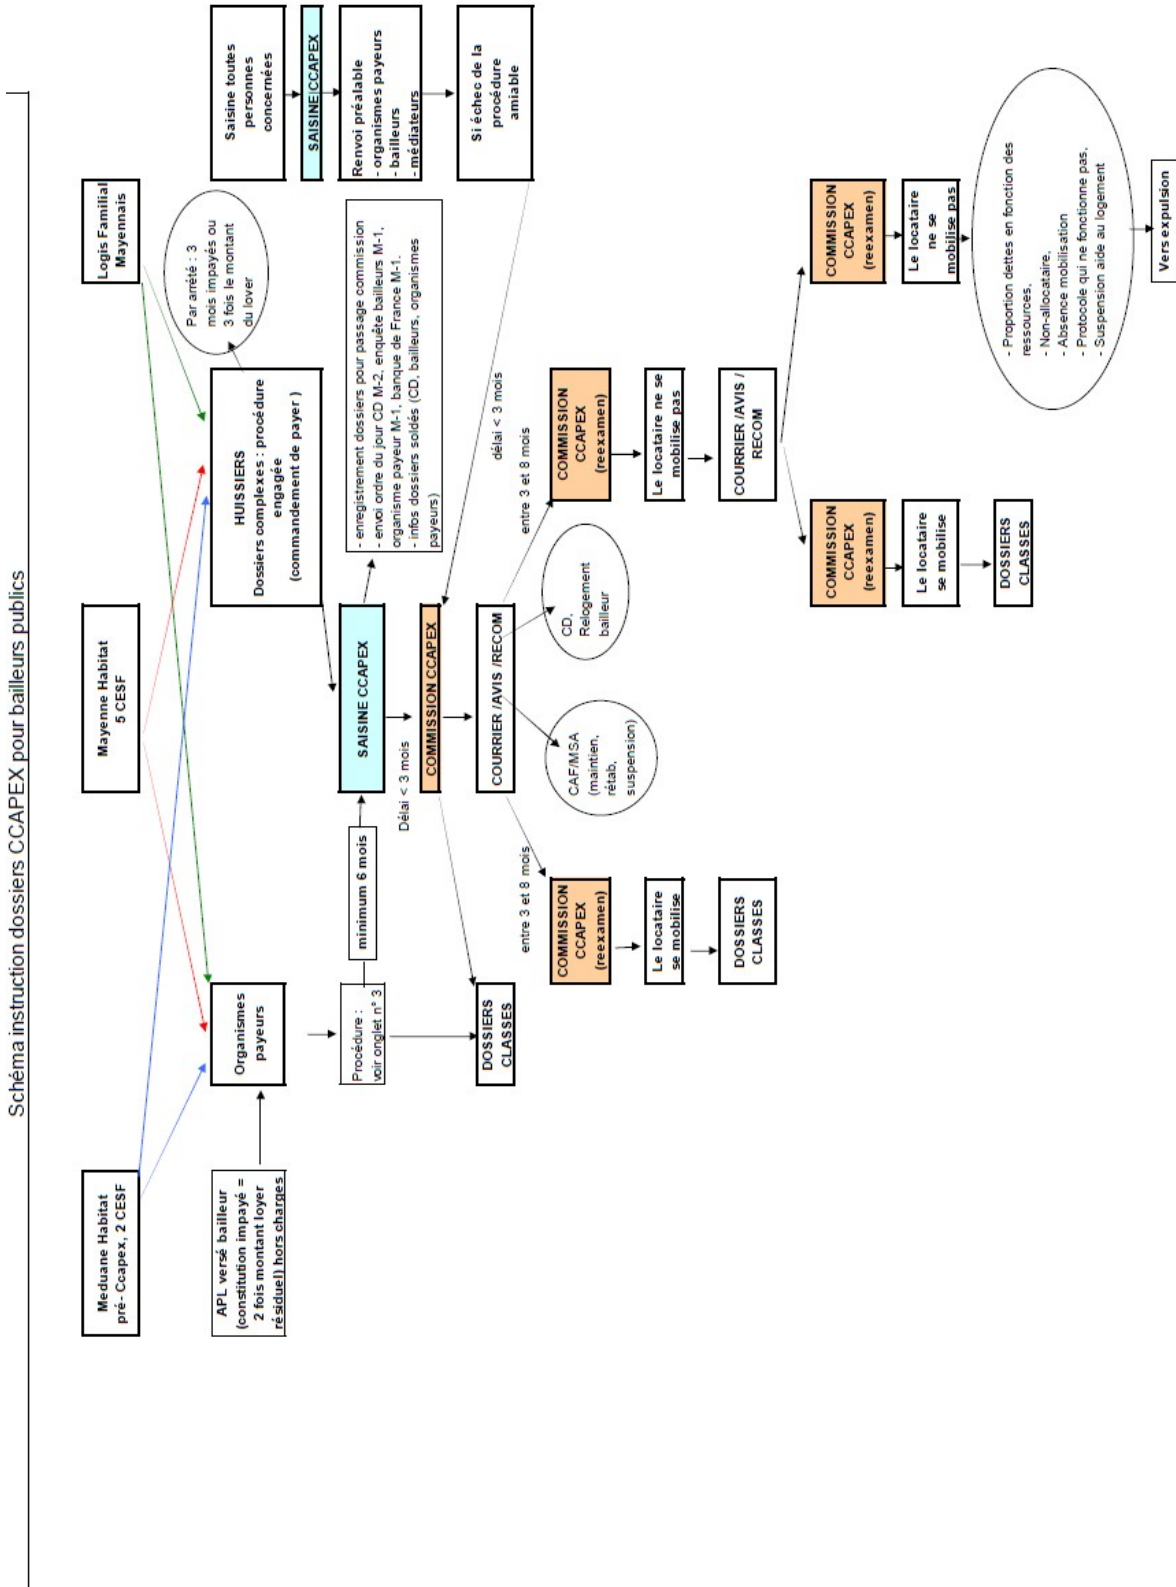 Schéma instruction dossiers CCAPEX pour bailleurs publics
Meduane Habitat
pré- Ccapex, 2 CESF
Mayenne Habitat
5 CESF
Logis Familial
Mayennais
APL versé bailleur
(constitution impayé =
2 fois montant loyer
résiduel) hors charges
Organismes
payeurs
HUISSIERS
Dossiers complexes : procédure
engagée
(commandement de payer )
Par arrêté : 3
mois impayés ou
3 fois le montant
du lover
Saisine toutes
personnes
concernées
SAISINE CCAPEX
Renvoi préalable
- organismes payeurs
- bailleurs
- médiateurs
Si échec de la
procédure
amiable
Procédure :
voir onglet n° 3
minimum 6 mois
SAISINE CCAPEX
- enregistrement dossiers pour passage commission
- envoi ordre du jour CD M-2, enquête bailleurs M-1,
organisme payeur M-1, banque de France M-1.
- infos dossiers soldés (CD, bailleurs, organismes
payeurs)
Délai < 3 mois
COMMISSION CCAPEX
délai < 3 mois
DOSSIERS
CLASSES
COURRIER /AVIS /RECOM
entre 3 et 8 mois
entre 3 et 8 mois
CAF/MSA
(maintien,
rétab,
suspension)
CD,
Relogement
bailleur
COMMISSION
CCAPEX
(reexamen)
Le locataire
se mobilise
DOSSIERS
CLASSES
COMMISSION
CCAPEX
(reexamen)
Le locataire ne se
mobilise pas
COURRIER /AVIS /
RECOM
COMMISSION
CCAPEX
(reexamen)
Le locataire
se mobilise
DOSSIERS
CLASSES
COMMISSION
CCAPEX
(reexamen)
Le locataire
ne se
mobilise pas
- Proportion dettes en fonction des
ressources,
- Non-allocataire,
- Absence mobilisation
- Protocole qui ne fonctionne pas,
- Suspension aide au logement
Vers expulsion